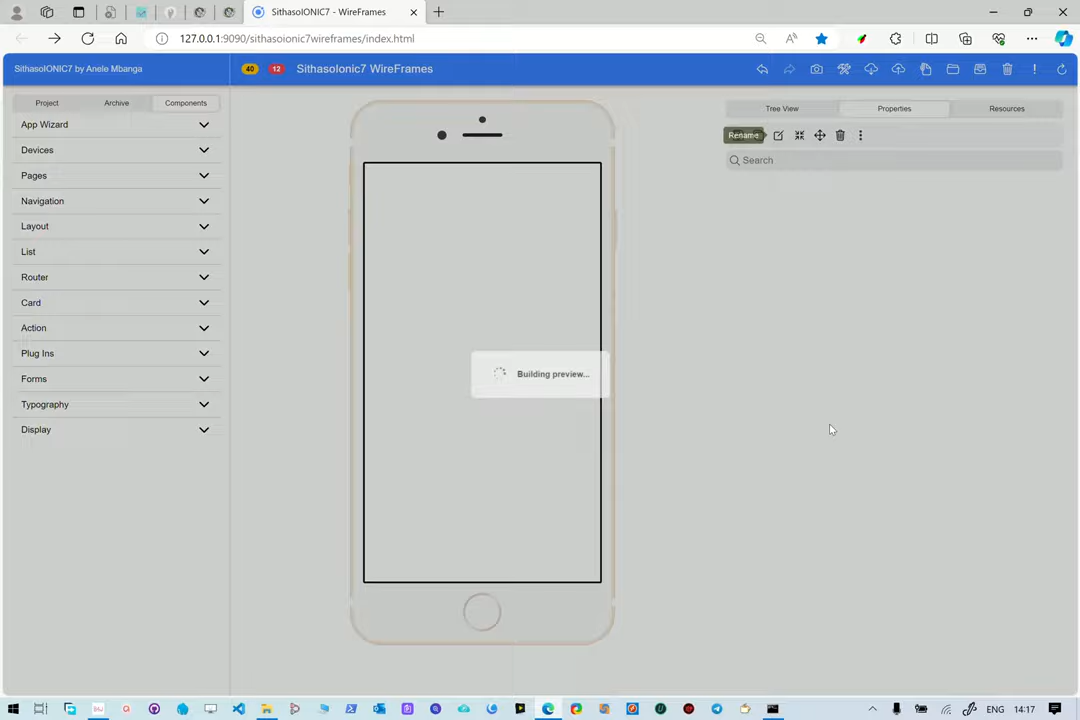 SithasoIONIC7 - WireFrames
127.0.0.1:9090/sithasoionic7wireframes/index.html
SithasoIONIC7 by Anele Mbanga
40
12
SithasoIonic7 WireFrames
Project
Archive
Components
App Wizard
Devices
Pages
Navigation
Layout
List
Router
Card
Action
Plug Ins
Forms
Typography
Display
Building preview...
Tree View
Properties
Resources
Rename
Search
ENG
14:17